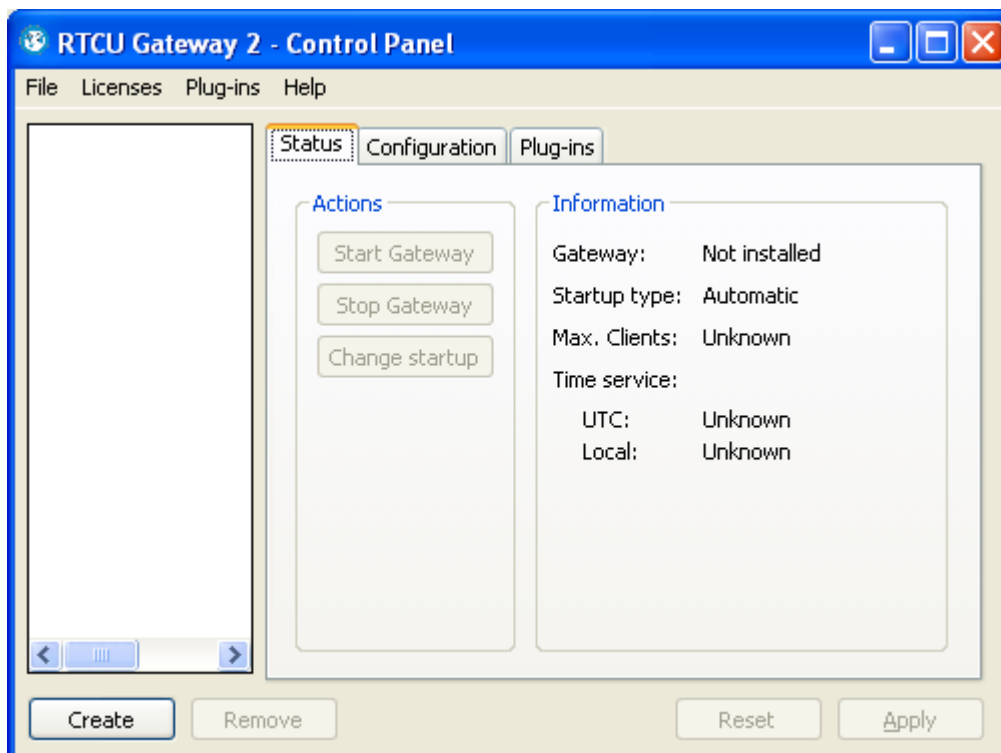 RTCU Gateway 2 - Control Panel
File Licenses Plug-ins Help
Status Configuration Plug-ins
Actions
Start Gateway
Stop Gateway
Change startup
Information
Gateway: Not installed
Startup type: Automatic
Max. Clients: Unknown
Time service:
UTC: Unknown
Local: Unknown
Create Remove Reset Apply